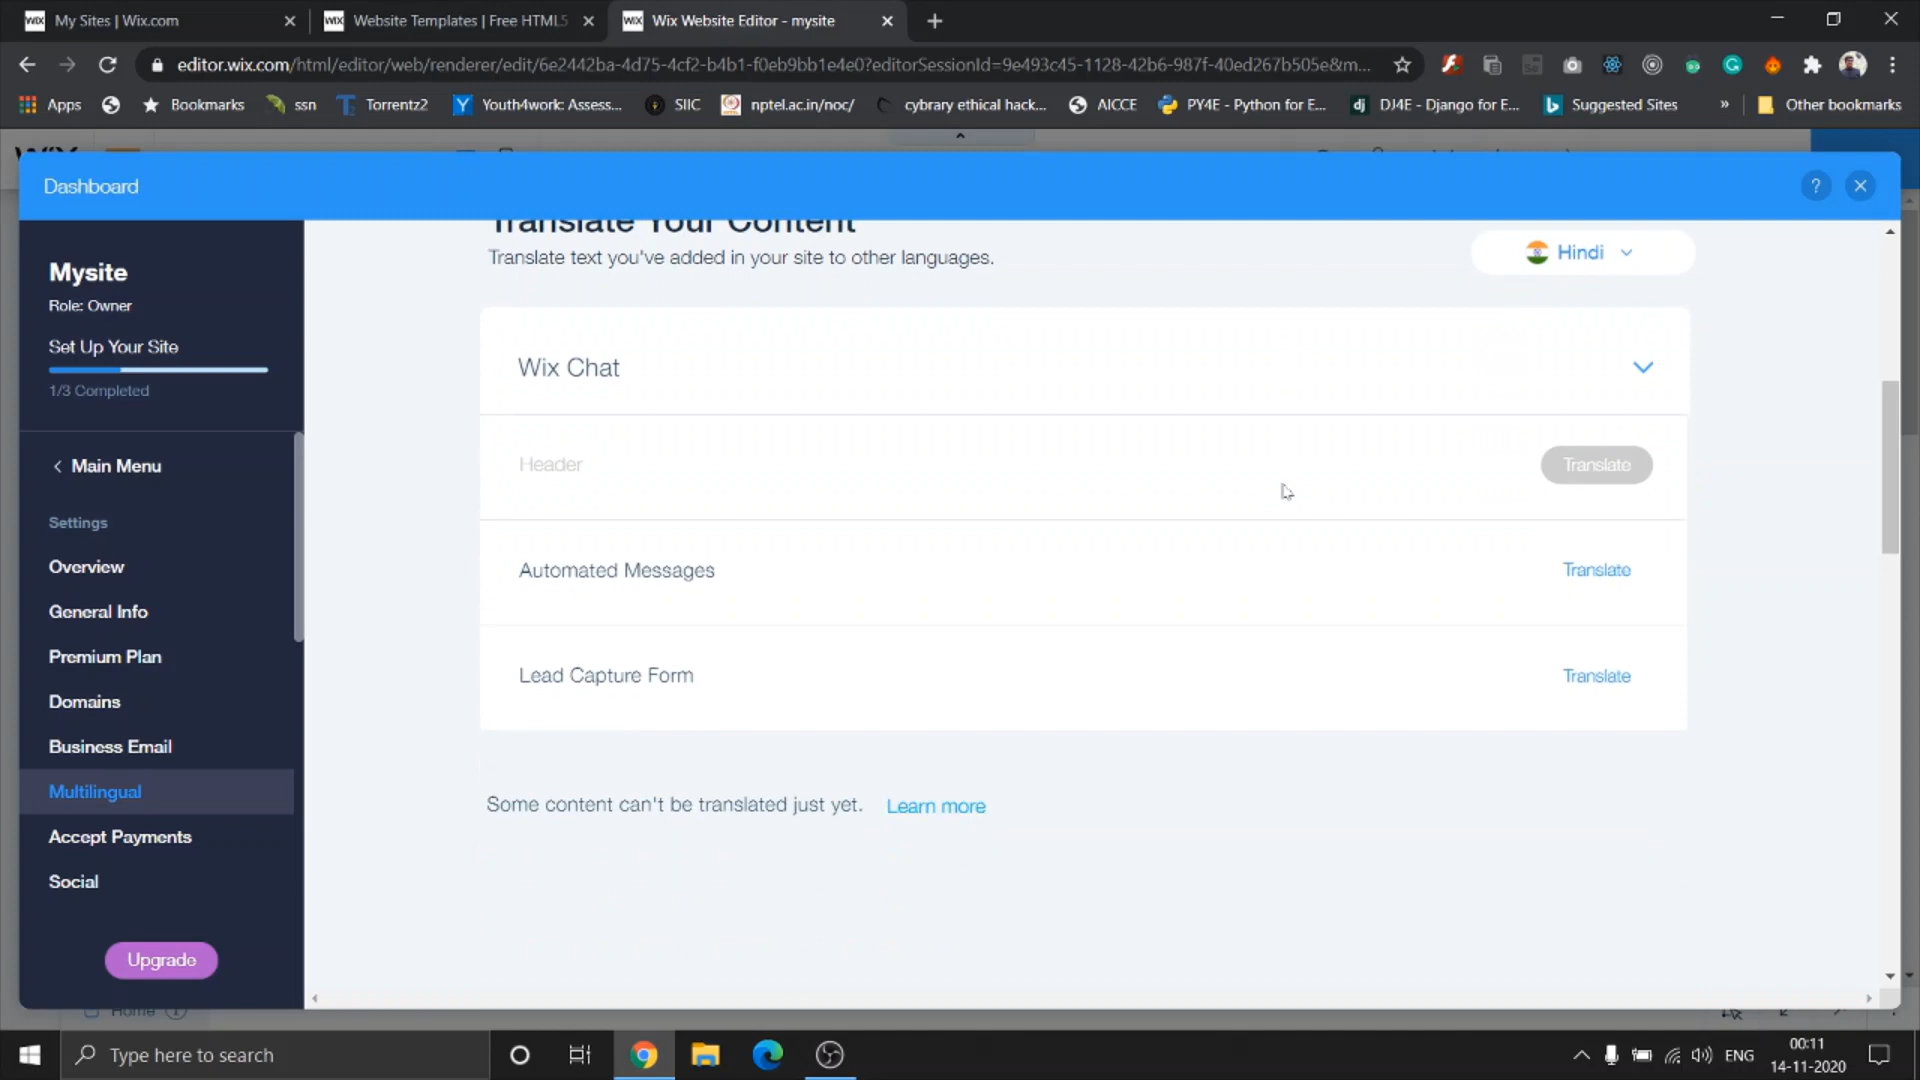 My Sites | Wix.com
Website Templates | Free HTML5
Wix Website Editor - mysite
editor.wix.com/html/editor/web/renderer/edit/6e2442ba-4d75-4cf2-b4b1-f0eb9bb1e4e0?editorSessionId=9e493c45-1128-42b6-987f-40ed267b505e&m...
Apps
Bookmarks
ssn
Torrentz2
Youth4work: Assess...
SIIC
nptel.ac.in/noc/
cybrary ethical hack...
AICCE
PY4E - Python for E...
DJ4E - Django for E...
Suggested Sites
»
Other bookmarks
Dashboard
?
Mysite
Role: Owner
Set Up Your Site
1/3 Completed
Main Menu
Settings
Overview
General Info
Premium Plan
Domains
Business Email
Multilingual
Accept Payments
Social
Upgrade
Translate Your Content
Translate text you've added in your site to other languages.
Hindi
Wix Chat
Header
Translate
Automated Messages
Translate
Lead Capture Form
Translate
Some content can't be translated just yet. Learn more
Home
Type here to search
ENG
00:11
14-11-2020